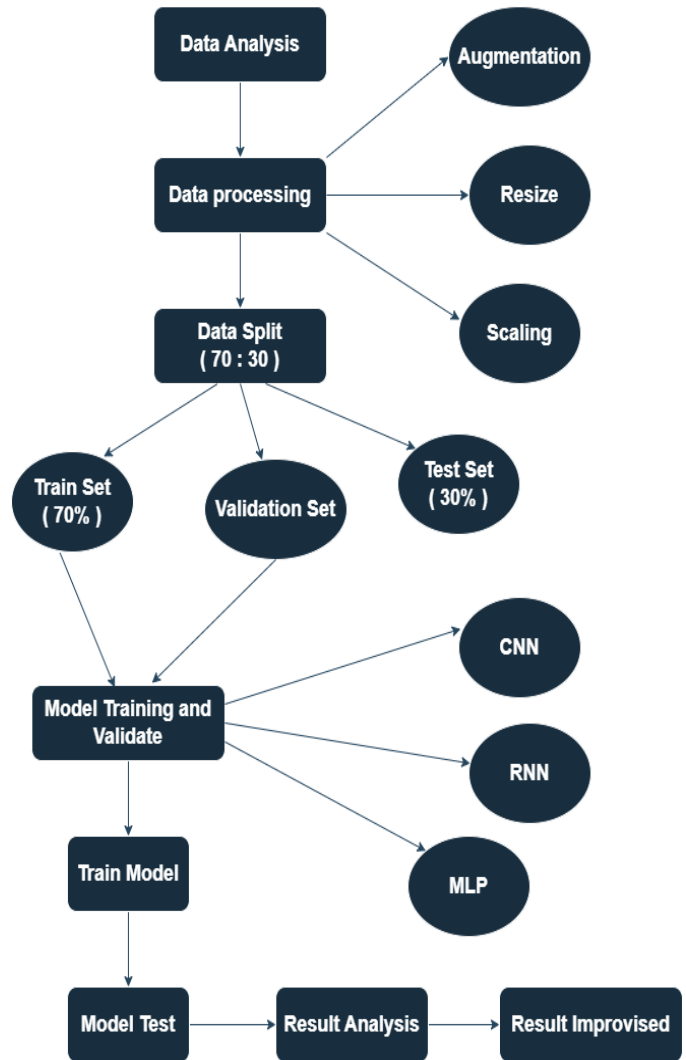 Data Analysis
Augmentation
Data processing
Resize
Data Split
( 70 : 30 )
Scaling
Train Set
( 70% )
Validation Set
Test Set
( 30% )
CNN
Model Training and
Validate
RNN
Train Model
MLP
Model Test
Result Analysis
Result Improvised